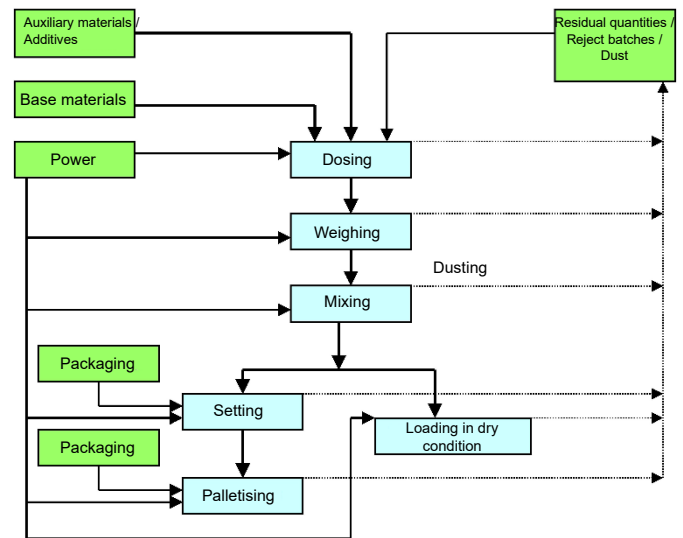 Auxiliary materials /
Additives
Residual quantities /
Reject batches /
Dust
Base materials
Power
Dosing
Weighing
Dusting
Mixing
Packaging
Setting
Loading in dry
condition
Packaging
Palletising